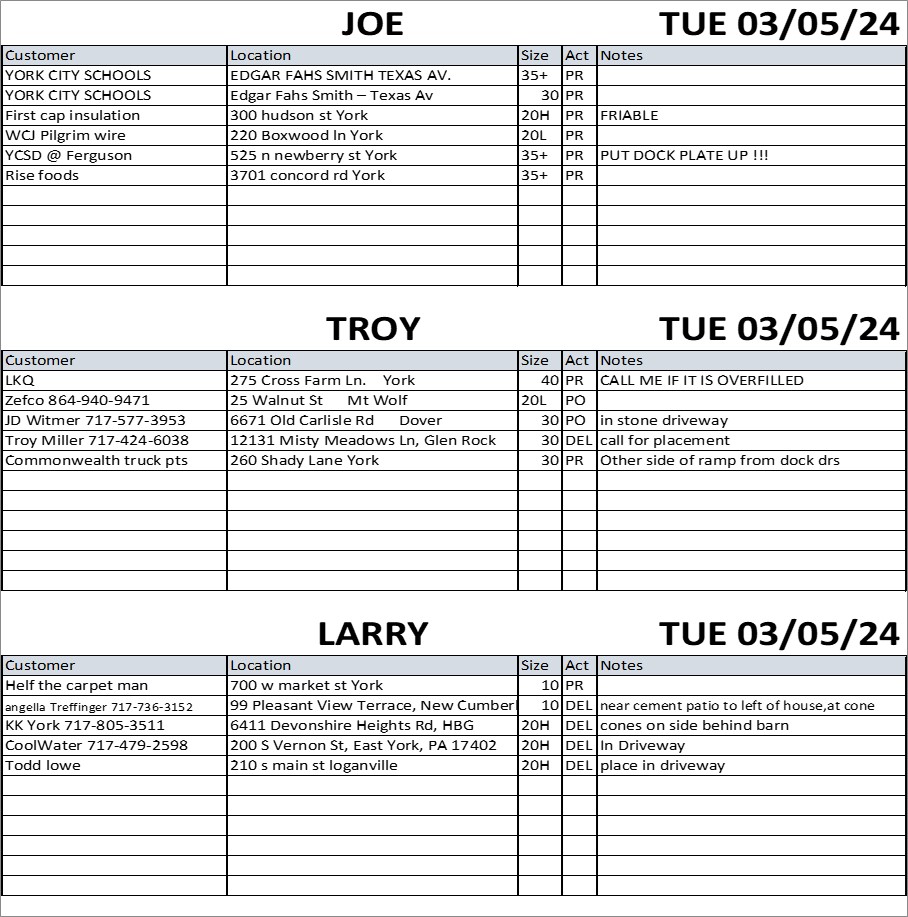 JOE TUE 03/05/24
Customer Location Size Act Notes
YORK CITY SCHOOLS EDGAR FAHS SMITH TEXAS AV. 35+ PR
YORK CITY SCHOOLS Edgar Fahs Smith – Texas Av 30 PR
First cap insulation 300 hudson st York 20H PR FRIABLE
WCJ Pilgrim wire 220 Boxwood ln York 20L PR
YCSD @ Ferguson 525 n newberry st York 35+ PR PUT DOCK PLATE UP !!!
Rise foods 3701 concord rd York 35+ PR
TROY TUE 03/05/24
Customer Location Size Act Notes
LKQ 275 Cross Farm Ln. York 40 PR CALL ME IF IT IS OVERFILLED
Zefco 864-940-9471 25 Walnut St Mt Wolf 20L PO
JD Witmer 717-577-3953 6671 Old Carlisle Rd Dover 30 PO in stone driveway
Troy Miller 717-424-6038 12131 Misty Meadows Ln, Glen Rock 30 DEL call for placement
Commonwealth truck pts 260 Shady Lane York 30 PR Other side of ramp from dock drs
LARRY TUE 03/05/24
Customer Location Size Act Notes
Helf the carpet man 700 w market st York 10 PR
angella Treffinger 717-736-3152 99 Pleasant View Terrace, New Cumberl 10 DEL near cement patio to left of house,at cone
KK York 717-805-3511 6411 Devonshire Heights Rd, HBG 20H DEL cones on side behind barn
CoolWater 717-479-2598 200 S Vernon St, East York, PA 17402 20H DEL In Driveway
Todd lowe 210 s main st loganville 20H DEL place in driveway